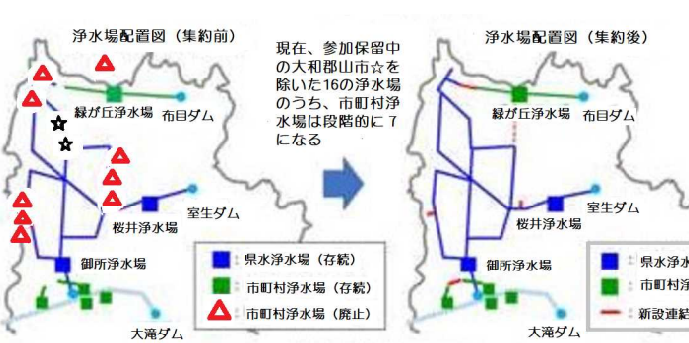 浄水場配置図（集約前）
緑が丘浄水場
布目ダム
室生ダム
桜井浄水場
御所浄水場
大滝ダム
県水浄水場（存続）
市町村浄水場（存続）
市町村浄水場（廃止）
現在、参加保留中
の大和郡山市☆を
除いた16の浄水場
のうち、市町村浄
水場は段階的に７
になる
浄水場配置図（集約後）
緑が丘浄水場
布目ダム
室生ダム
桜井浄水場
御所浄水場
大滝ダム
県水浄水
市町村浄
新設連結